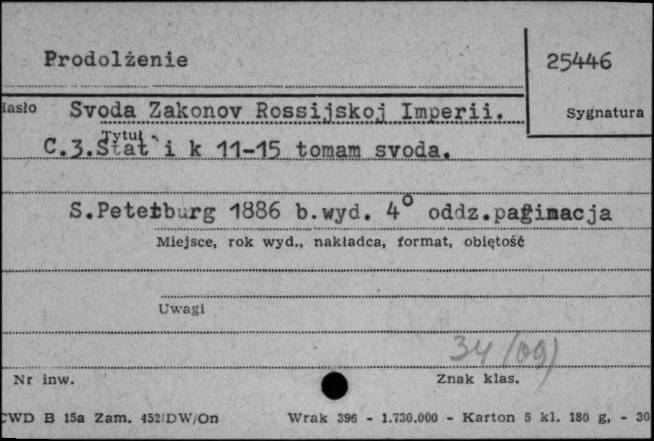 Prodolżenie
25446
Hasło Svoda Zakonov Rossijskoj Imperii.
Sygnatura
Tytuł
C.3.Stat`i k 11-15 tomam svoda.
S.Peterburg 1886 b.wyd. 4° oddz.paginacja
Miejsce, rok wyd., nakładca, format, objętość
Uwagi
34 (09)
Nr inw.
Znak klas.
CWD B 15a Zam. 452/DW/On Wrak 396 - 1.730.000 - Karton 5 kl. 180 g, - 30